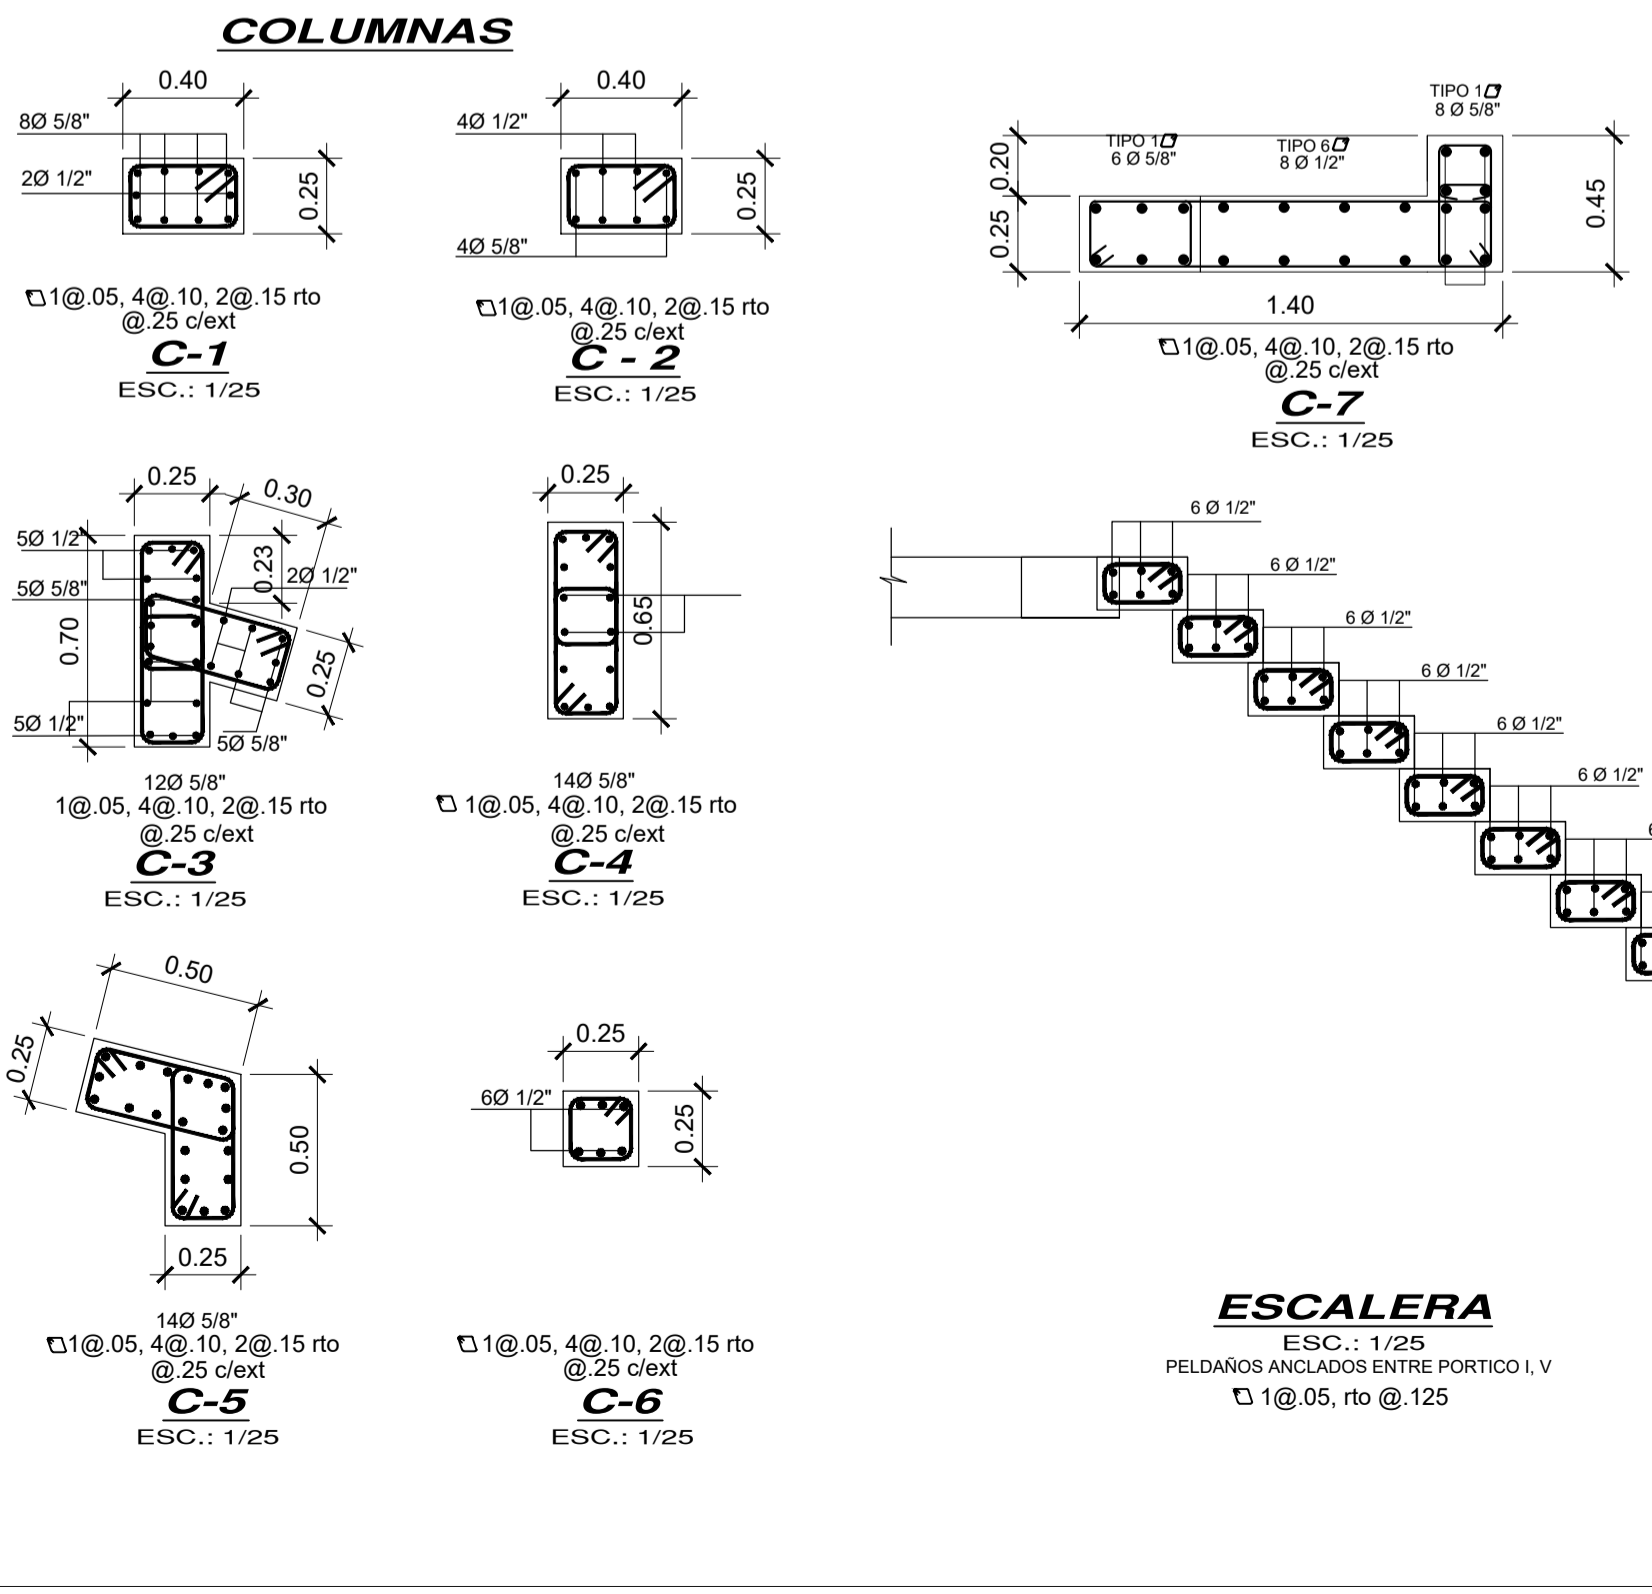 COLUMNAS
0.40
8Ø 5/8"
2Ø 1/2"
0.25
1@.05, 4@.10, 2@.15 rto
@.25 c/ext
C-1
ESC.: 1/25
0.40
4Ø 1/2"
0.25
4Ø 5/8"
1@.05, 4@.10, 2@.15 rto
@.25 c/ext
C - 2
ESC.: 1/25
TIPO 1
8 Ø 5/8"
TIPO 1
6 Ø 5/8"
TIPO 6
8 Ø 1/2"
0.20
0.25
0.45
1.40
1@.05, 4@.10, 2@.15 rto
@.25 c/ext
C-7
ESC.: 1/25
0.25
0.30
5Ø 1/2"
0.23
2Ø 1/2"
5Ø 5/8"
0.70
0.25
5Ø 1/2"
5Ø 5/8"
12Ø 5/8"
1@.05, 4@.10, 2@.15 rto
@.25 c/ext
C-3
ESC.: 1/25
0.25
0.65
14Ø 5/8"
1@.05, 4@.10, 2@.15 rto
@.25 c/ext
C-4
ESC.: 1/25
6 Ø 1/2"
6 Ø 1/2"
6 Ø 1/2"
6 Ø 1/2"
6 Ø 1/2"
6 Ø 1/2"
6
0.50
0.25
0.50
0.25
14Ø 5/8"
1@.05, 4@.10, 2@.15 rto
@.25 c/ext
C-5
ESC.: 1/25
0.25
6Ø 1/2"
0.25
1@.05, 4@.10, 2@.15 rto
@.25 c/ext
C-6
ESC.: 1/25
ESCALERA
ESC.: 1/25
PELDAÑOS ANCLADOS ENTRE PORTICO I, V
1@.05, rto @.125